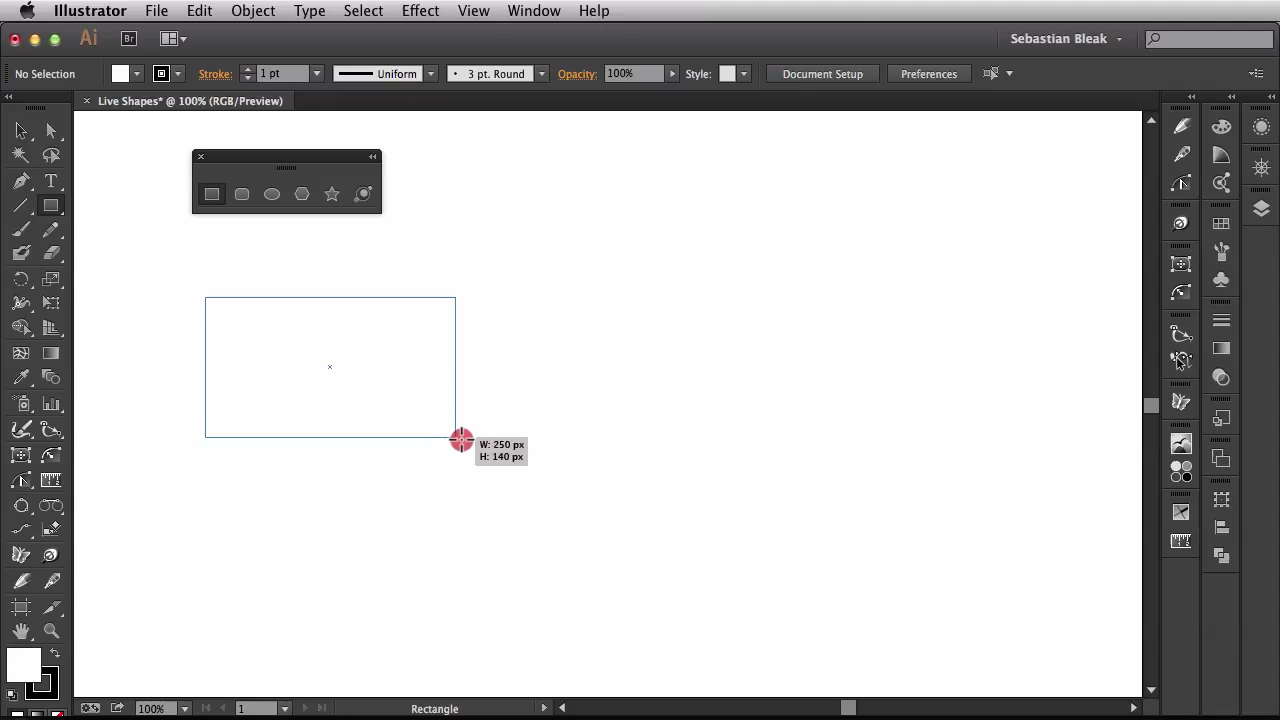 Illustrator File Edit Object Type Select Effect View Window Help
Ai Br Sebastian Bleak
No Selection Stroke: 1 pt Uniform 3 pt. Round Opacity: 100% Style: Document Setup Preferences
× Live Shapes* @ 100% (RGB/Preview)
T
W: 250 px
H: 140 px
100% 1 Rectangle